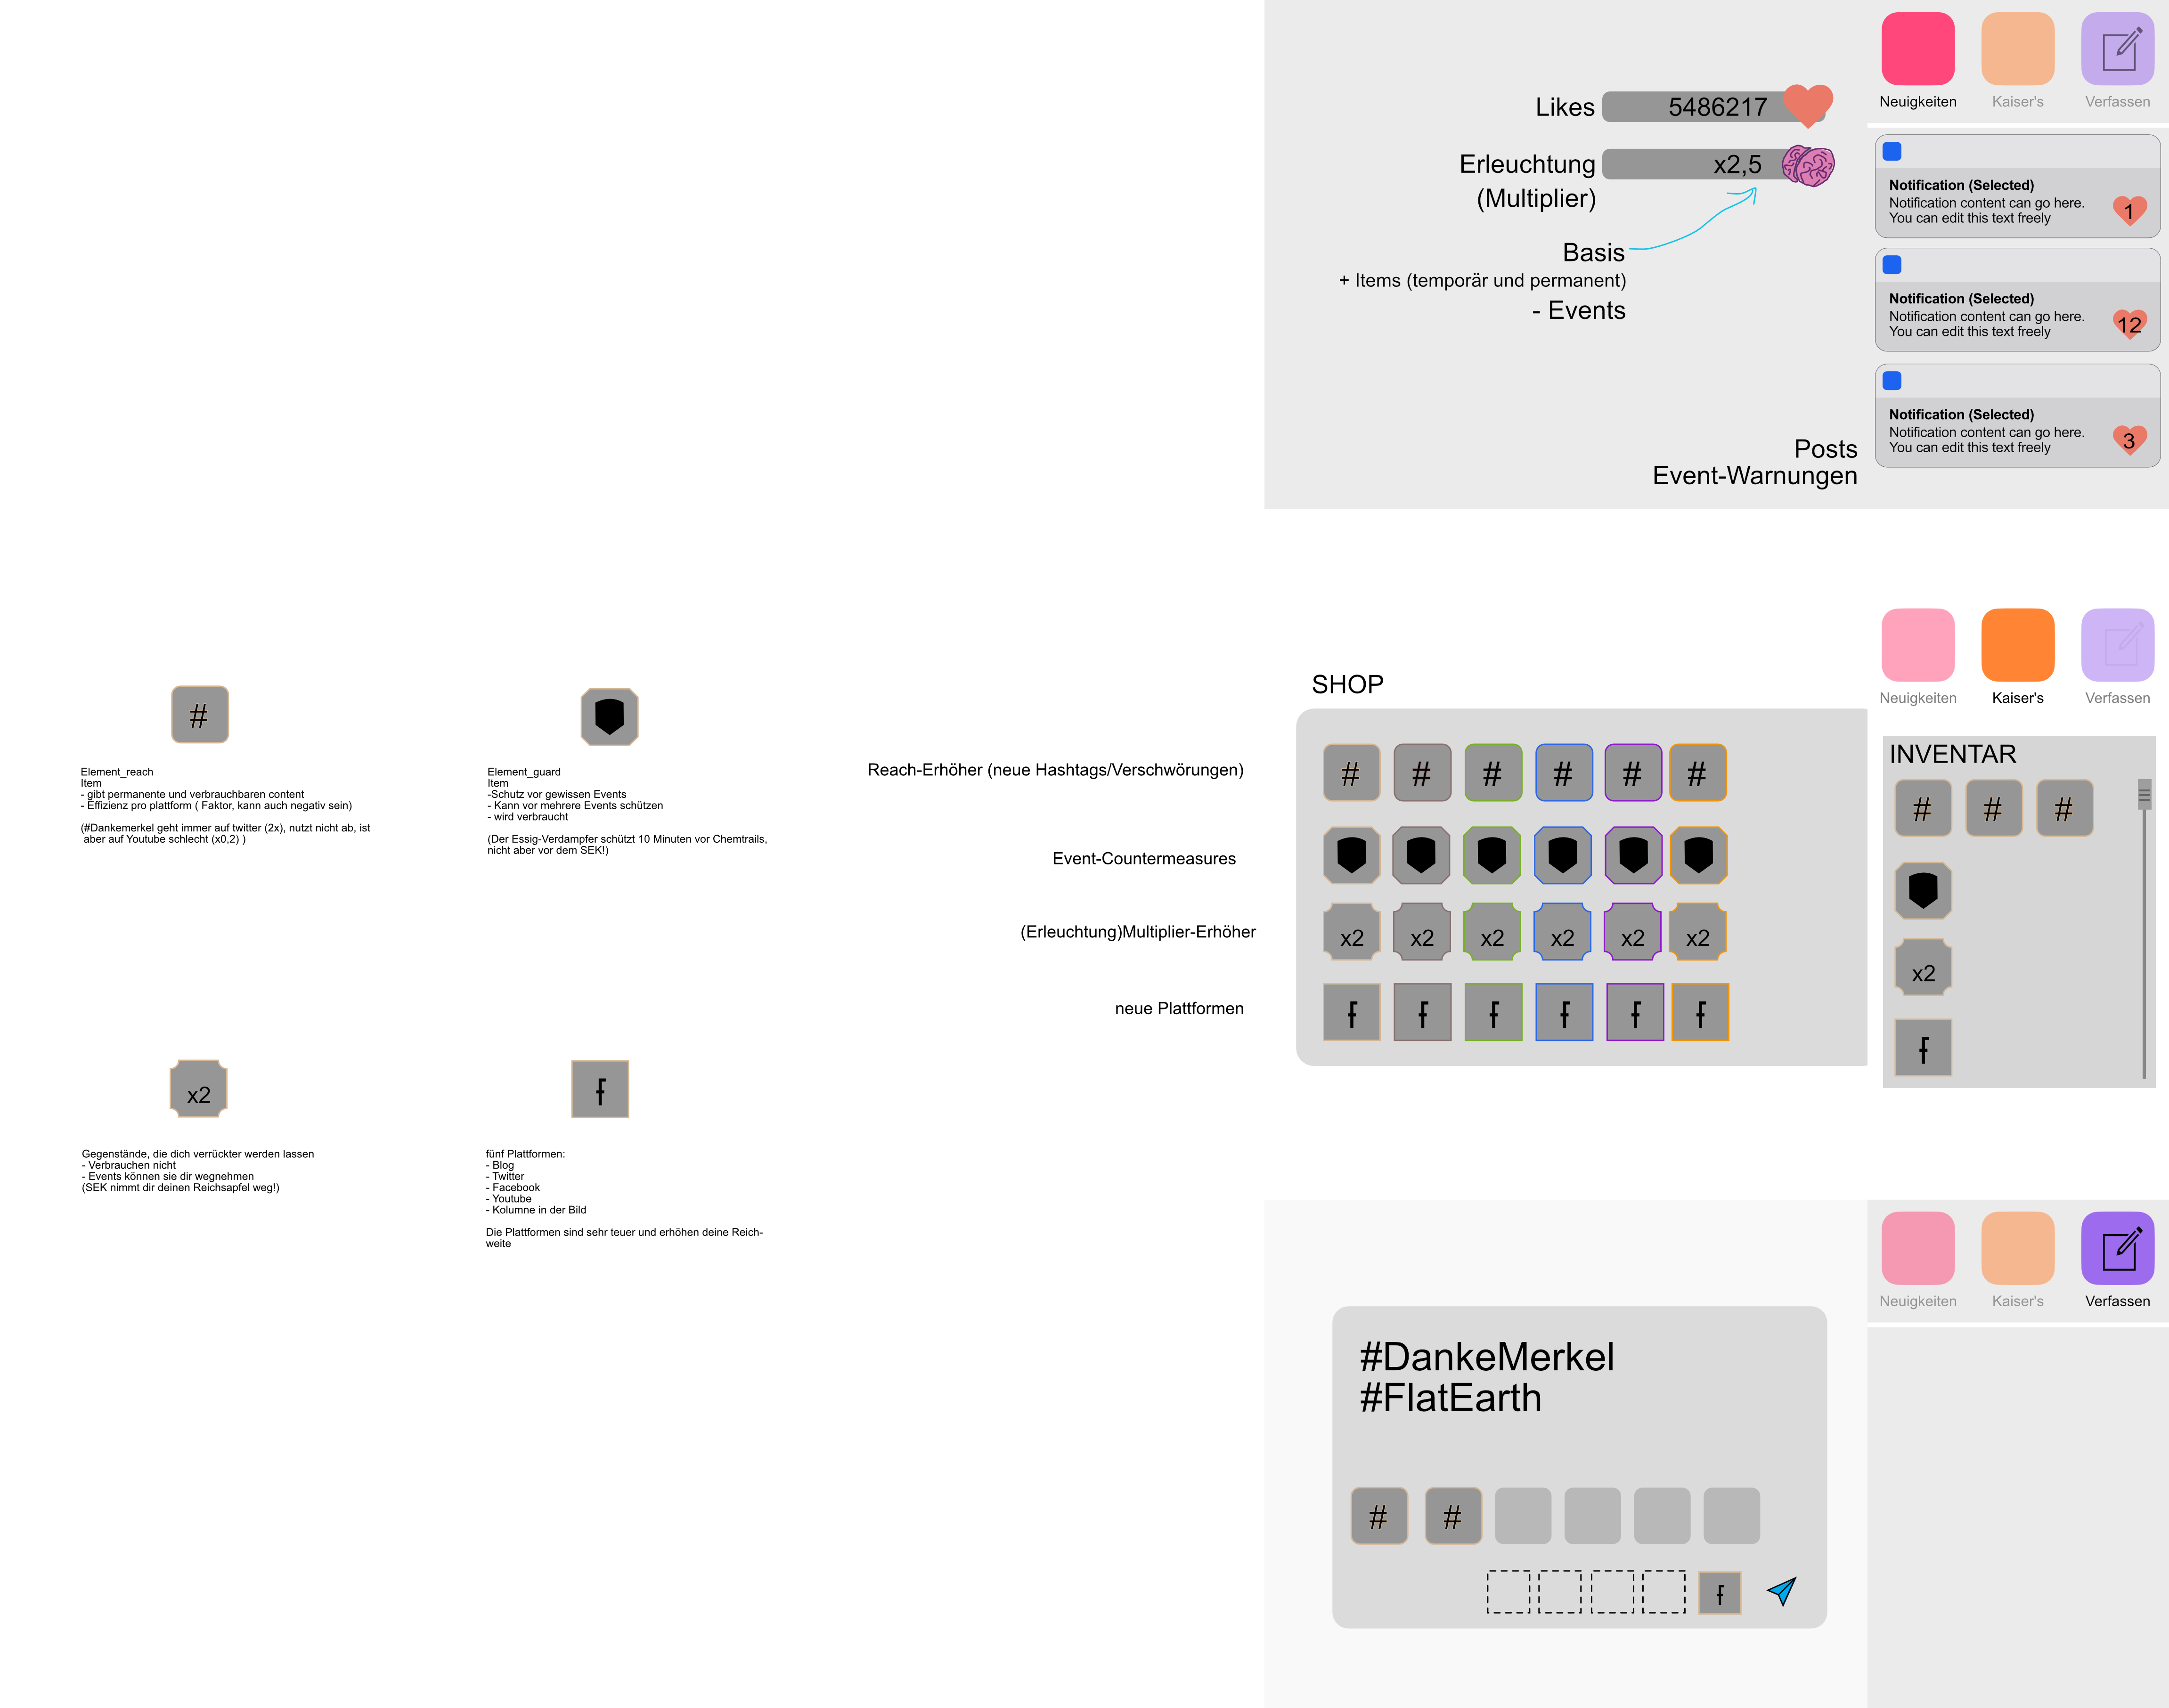 Neuigkeiten
Kaiser's
Verfassen
Likes
5486217
Erleuchtung
(Multiplier)
x2,5
Basis
+ Items (temporär und permanent)
- Events
Notification (Selected)
Notification content can go here.
You can edit this text freely
1
Notification (Selected)
Notification content can go here.
You can edit this text freely
12
Notification (Selected)
Notification content can go here.
You can edit this text freely
3
Posts
Event-Warnungen
#
Element_reach
Item
- gibt permanente und verbrauchbaren content
- Effizienz pro plattform ( Faktor, kann auch negativ sein)
(#Dankemerkel geht immer auf twitter (2x), nutzt nicht ab, ist
aber auf Youtube schlecht (x0,2) )
Element_guard
Item
-Schutz vor gewissen Events
- Kann vor mehrere Events schützen
- wird verbraucht
(Der Essig-Verdampfer schützt 10 Minuten vor Chemtrails,
nicht aber vor dem SEK!)
x2
Gegenstände, die dich verrückter werden lassen
- Verbrauchen nicht
- Events können sie dir wegnehmen
(SEK nimmt dir deinen Reichsapfel weg!)
f
fünf Plattformen:
- Blog
- Twitter
- Facebook
- Youtube
- Kolumne in der Bild
Die Plattformen sind sehr teuer und erhöhen deine Reich-
weite
SHOP
Reach-Erhöher (neue Hashtags/Verschwörungen)
# # # # # #
Event-Countermeasures
(Erleuchtung)Multiplier-Erhöher
x2 x2 x2 x2 x2 x2
neue Plattformen
f f f f f f
Neuigkeiten
Kaiser's
Verfassen
INVENTAR
# # #
x2
f
Neuigkeiten
Kaiser's
Verfassen
#DankeMerkel
#FlatEarth
# #
f